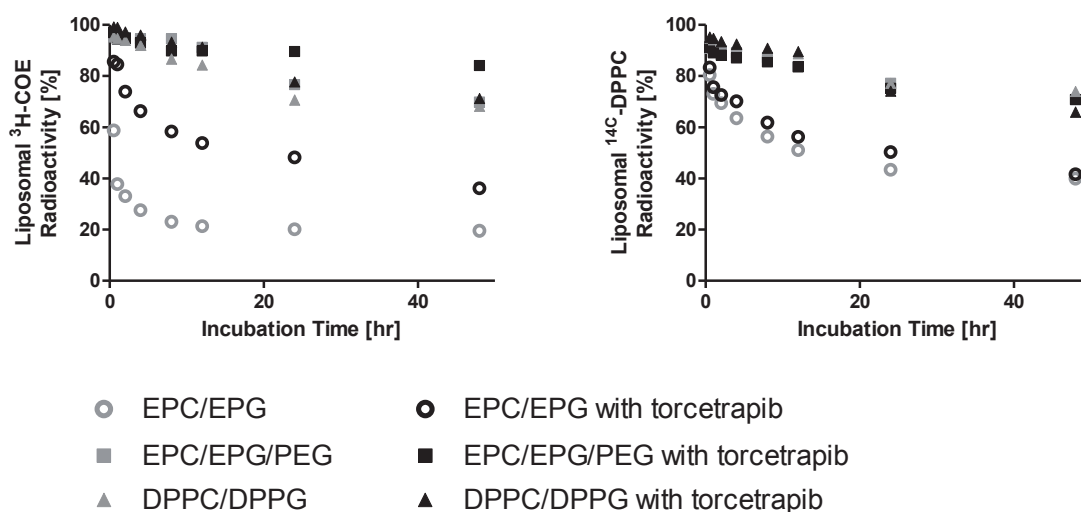 Liposomal ³H-COE
Radioactivity [%]
100
80
60
40
20
0
0 20 40
Incubation Time [hr]
Liposomal ¹⁴ᶜ-DPPC
Radioactivity [%]
100
80
60
40
20
0
0 20 40
Incubation Time [hr]
EPC/EPG
EPC/EPG with torcetrapib
EPC/EPG/PEG
EPC/EPG/PEG with torcetrapib
DPPC/DPPG
DPPC/DPPG with torcetrapib